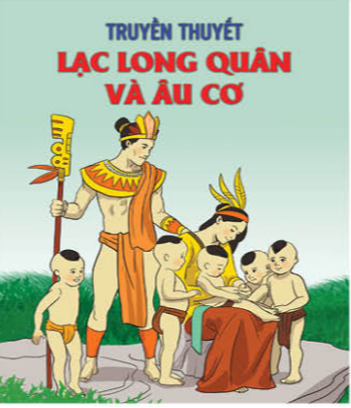 TRUYỀN THUYẾT
LẠC LONG QUÂN
VÀ ÂU CƠ